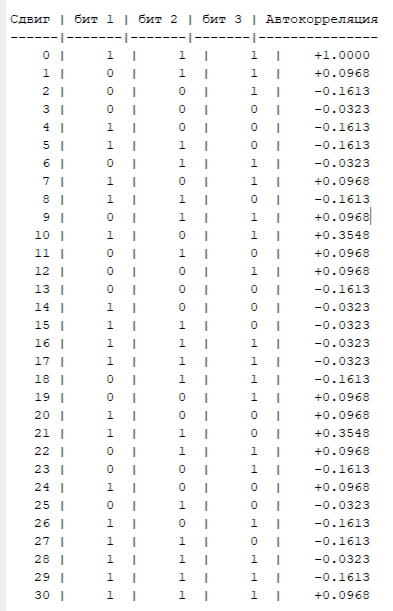 Сдвиг | бит 1 | бит 2 | бит 3 | Автокорреляция
------|-------|-------|-------|---------------
0 | 1 | 1 | 1 | +1.0000
1 | 0 | 1 | 1 | +0.0968
2 | 0 | 0 | 1 | -0.1613
3 | 0 | 0 | 0 | -0.0323
4 | 1 | 0 | 0 | -0.1613
5 | 1 | 1 | 0 | -0.1613
6 | 0 | 1 | 1 | -0.0323
7 | 1 | 0 | 1 | +0.0968
8 | 1 | 1 | 0 | -0.1613
9 | 0 | 1 | 1 | +0.0968
10 | 1 | 0 | 1 | +0.3548
11 | 0 | 1 | 0 | +0.0968
12 | 0 | 0 | 1 | +0.0968
13 | 0 | 0 | 0 | -0.1613
14 | 1 | 0 | 0 | -0.0323
15 | 1 | 1 | 0 | -0.0323
16 | 1 | 1 | 1 | -0.0323
17 | 1 | 1 | 1 | -0.0323
18 | 0 | 1 | 1 | -0.1613
19 | 0 | 0 | 1 | +0.0968
20 | 1 | 0 | 0 | +0.0968
21 | 1 | 1 | 0 | +0.3548
22 | 0 | 1 | 1 | +0.0968
23 | 0 | 0 | 1 | -0.1613
24 | 1 | 0 | 0 | +0.0968
25 | 0 | 1 | 0 | -0.0323
26 | 1 | 0 | 1 | -0.1613
27 | 1 | 1 | 0 | -0.1613
28 | 1 | 1 | 1 | -0.0323
29 | 1 | 1 | 1 | -0.1613
30 | 1 | 1 | 1 | +0.0968